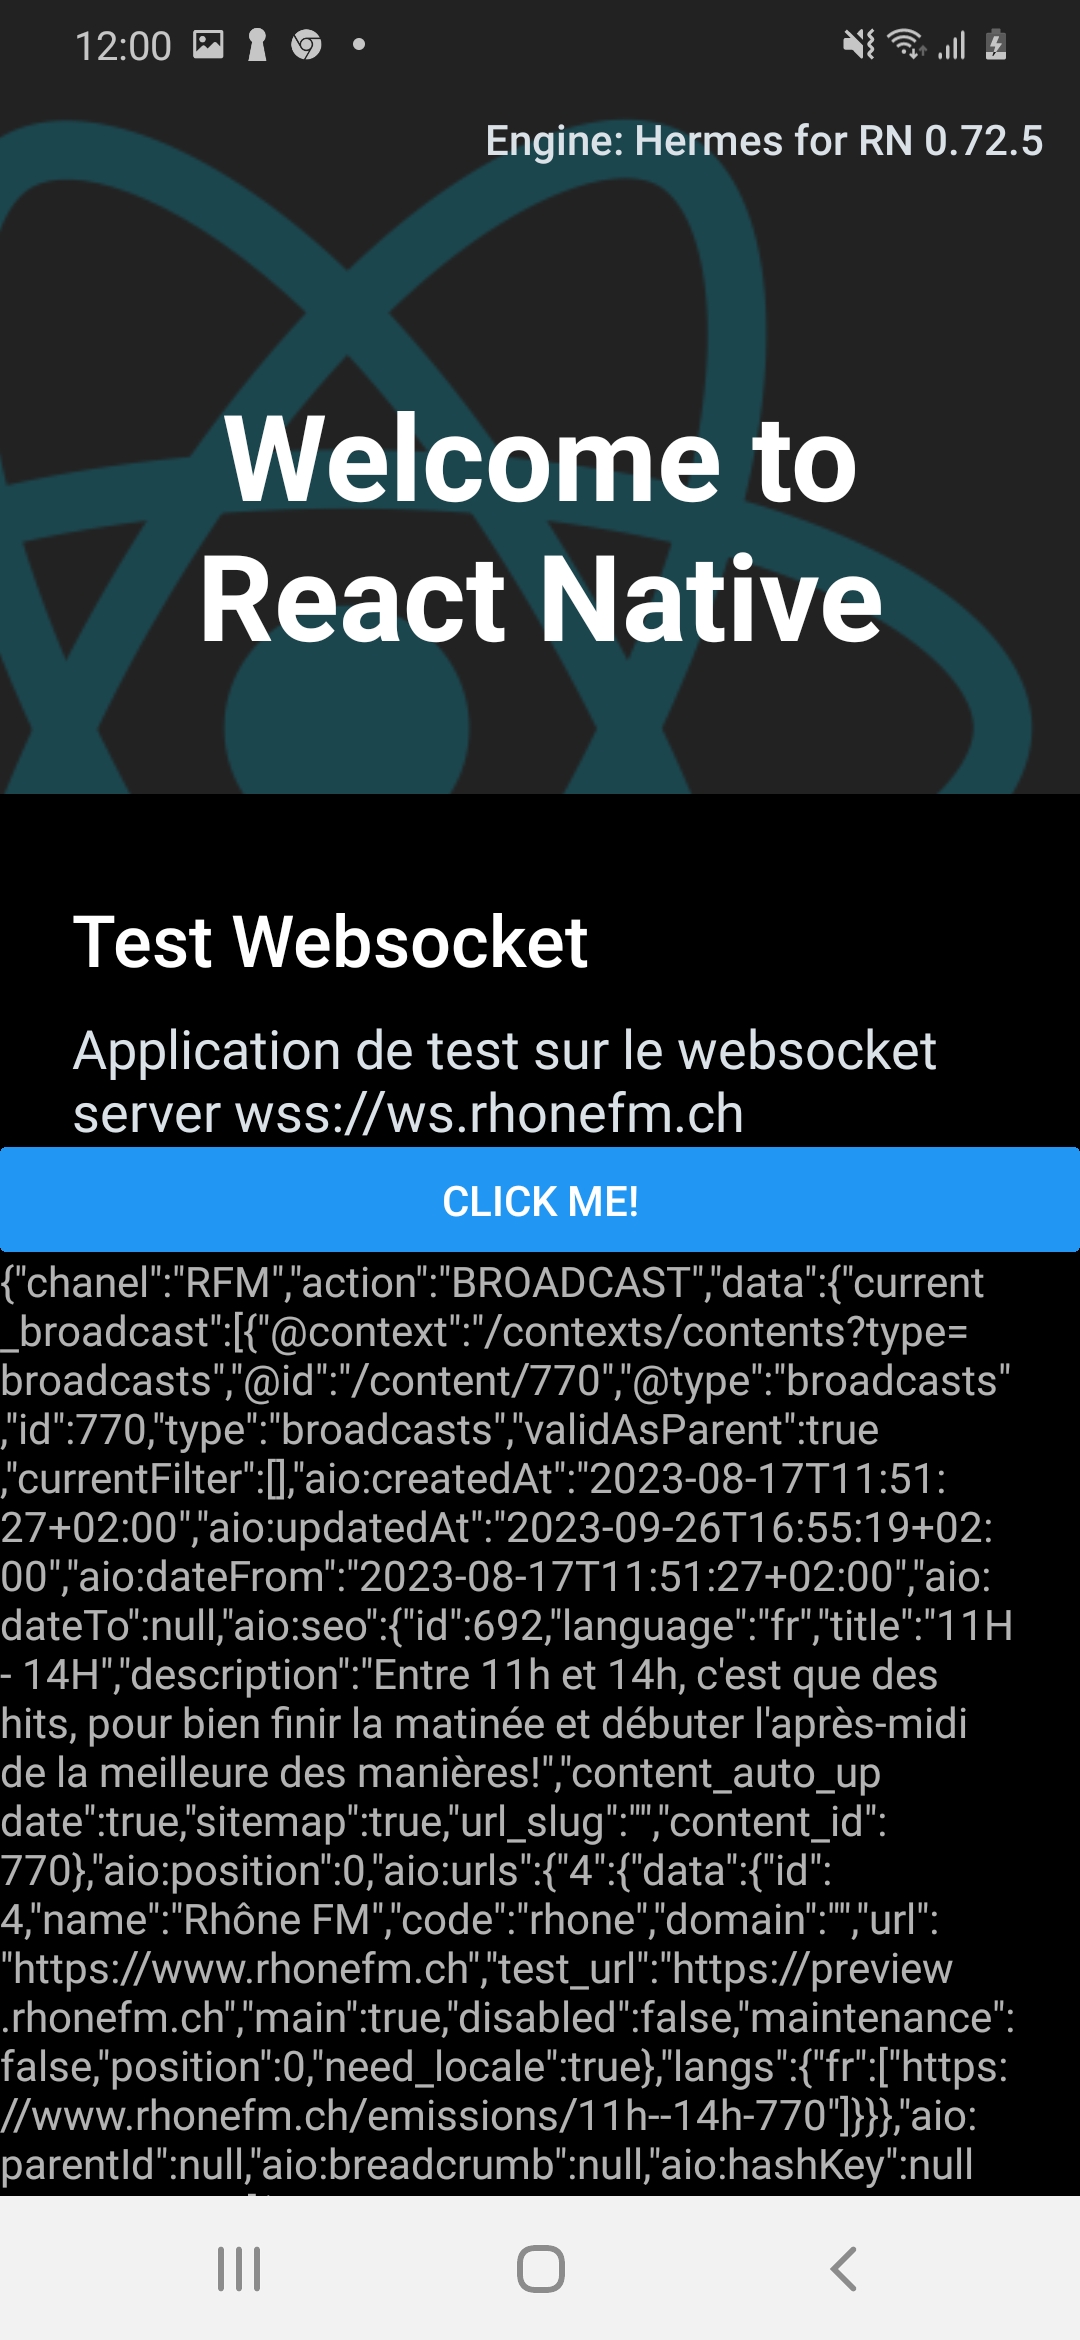 12:00
Engine: Hermes for RN 0.72.5
Welcome to
React Native
Test Websocket
Application de test sur le websocket
server wss://ws.rhonefm.ch
CLICK ME!
{"chanel":"RFM","action":"BROADCAST","data":{"current
_broadcast":[{"@context":"/contexts/contents?type=
broadcasts","@id":"/content/770","@type":"broadcasts"
,"id":770,"type":"broadcasts","validAsParent":true
,"currentFilter":[],"aio:createdAt":"2023-08-17T11:51:
27+02:00","aio:updatedAt":"2023-09-26T16:55:19+02:
00","aio:dateFrom":"2023-08-17T11:51:27+02:00","aio:
dateTo":null,"aio:seo":{"id":692,"language":"fr","title":"11H
- 14H","description":"Entre 11h et 14h, c'est que des
hits, pour bien finir la matinée et débuter l'après-midi
de la meilleure des manières!","content_auto_up
date":true,"sitemap":true,"url_slug":"","content_id":
770},"aio:position":0,"aio:urls":{"4":{"data":{"id":
4,"name":"Rhône FM","code":"rhone","domain":"","url":
"https://www.rhonefm.ch","test_url":"https://preview
.rhonefm.ch","main":true,"disabled":false,"maintenance":
false,"position":0,"need_locale":true},"langs":{"fr":["https:
//www.rhonefm.ch/emissions/11h--14h-770"]}}},"aio:
parentId":null,"aio:breadcrumb":null,"aio:hashKey":null